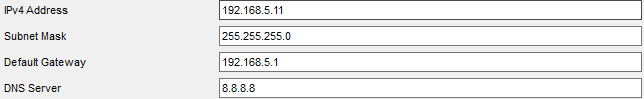 IPv4 Address 192.168.5.11
Subnet Mask 255.255.255.0
Default Gateway 192.168.5.1
DNS Server 8.8.8.8